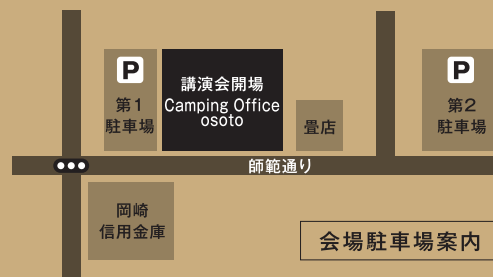 P
第1
駐車場
講演会開場
Camping Office
osoto
畳店
P
第2
駐車場
師範通り
岡崎
信用金庫
会場駐車場案内